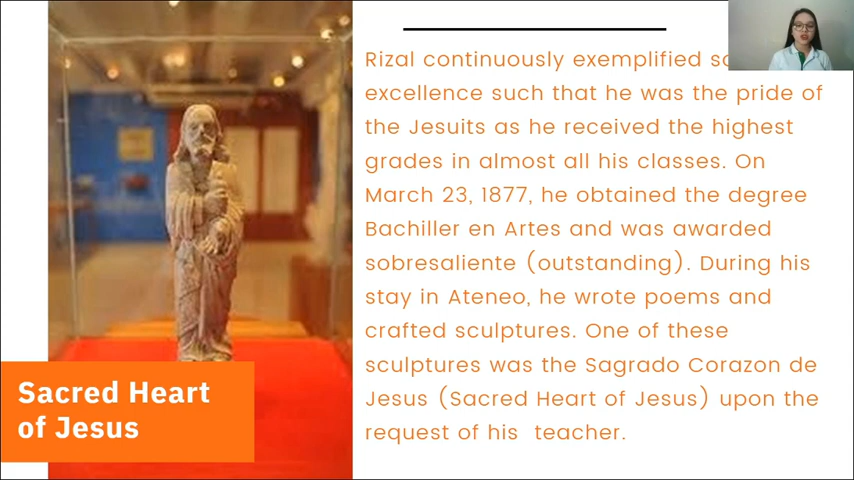 Rizal continuously exemplified
excellence such that he was the pride of
the Jesuits as he received the highest
grades in almost all his classes. On
March 23, 1877, he obtained the degree
Bachiller en Artes and was awarded
sobresaliente (outstanding). During his
stay in Ateneo, he wrote poems and
crafted sculptures. One of these
sculptures was the Sagrado Corazon de
Jesus (Sacred Heart of Jesus) upon the
request of his teacher.
Sacred Heart
of Jesus